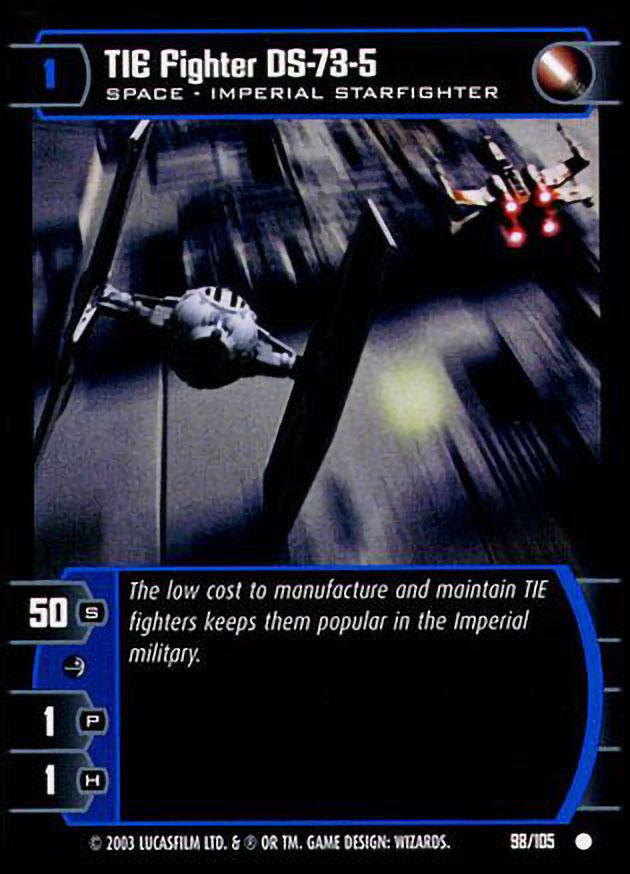 1
TIE Fighter DS-73-5
SPACE - IMPERIAL STARFIGHTER
50 S
The low cost to manufacture and maintain TIE
fighters keeps them popular in the Imperial
military.
1 P
1 H
© 2003 LUCASFILM LTD. & ® OR TM. GAME DESIGN: WIZARDS.
98/105